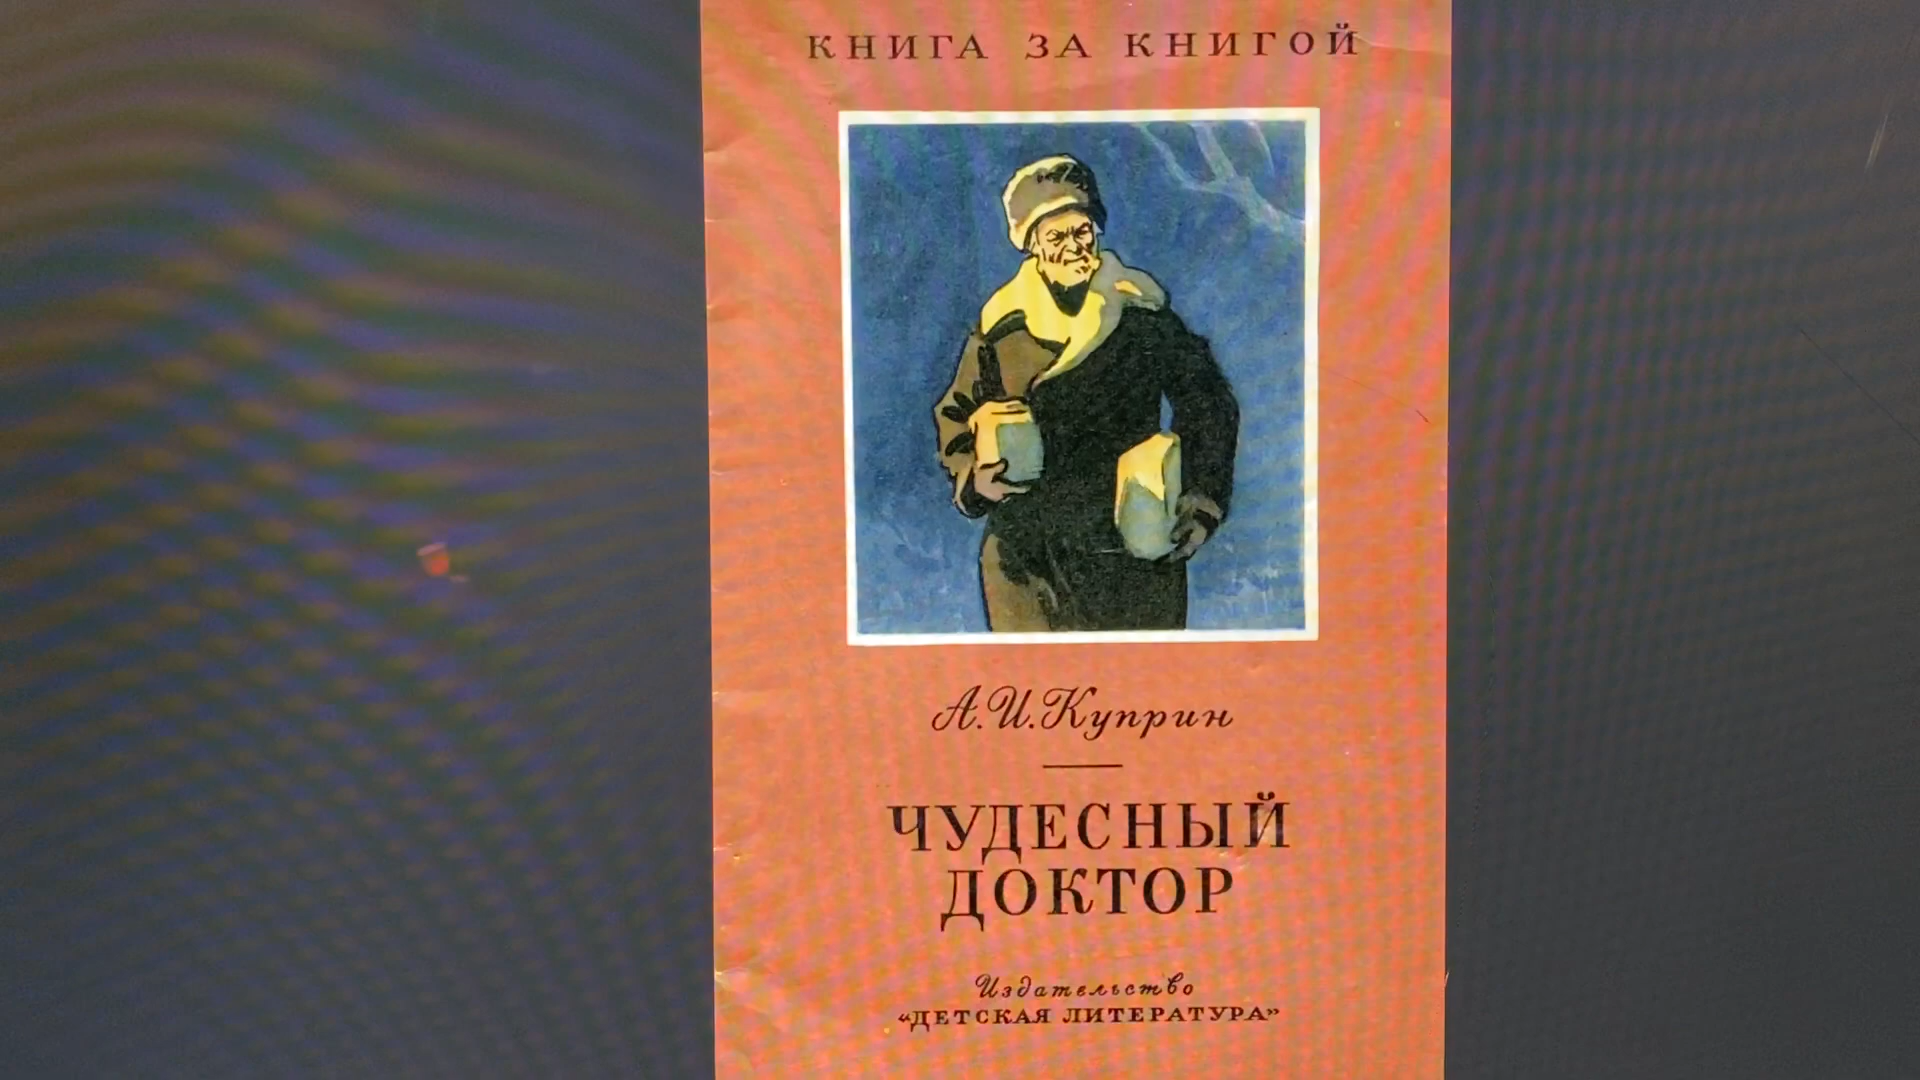 КНИГА ЗА КНИГОЙ
А.И.Куприн
ЧУДЕСНЫЙ
ДОКТОР
Издательство
«ДЕТСКАЯ ЛИТЕРАТУРА»